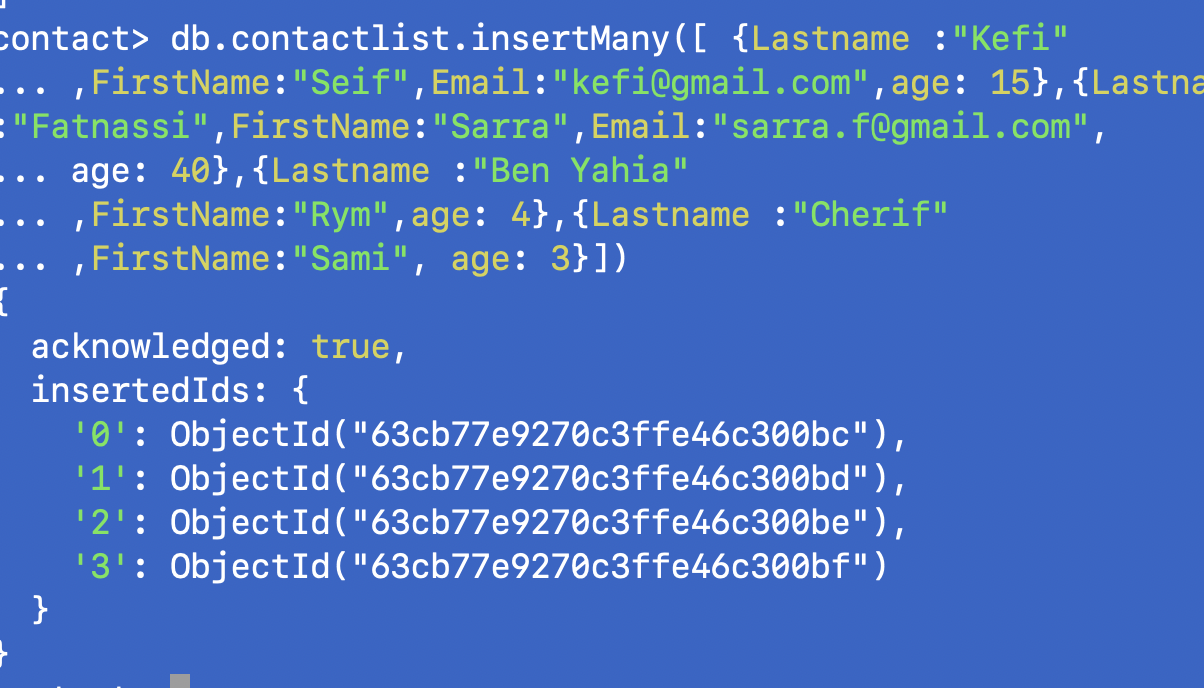 contact> db.contactlist.insertMany([ {Lastname :"Kefi"
... ,FirstName:"Seif",Email:"kefi@gmail.com",age: 15},{Lastna
:"Fatnassi",FirstName:"Sarra",Email:"sarra.f@gmail.com",
... age: 40},{Lastname :"Ben Yahia"
... ,FirstName:"Rym",age: 4},{Lastname :"Cherif"
... ,FirstName:"Sami", age: 3}])
{
acknowledged: true,
insertedIds: {
'0': ObjectId("63cb77e9270c3ffe46c300bc"),
'1': ObjectId("63cb77e9270c3ffe46c300bd"),
'2': ObjectId("63cb77e9270c3ffe46c300be"),
'3': ObjectId("63cb77e9270c3ffe46c300bf")
}
}